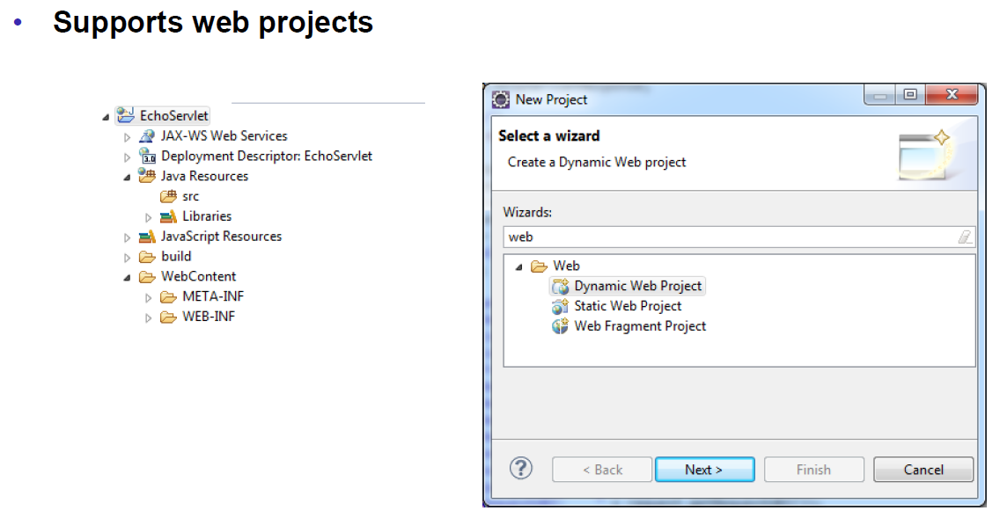 • Supports web projects
EchoServlet
JAX-WS Web Services
3.0 Deployment Descriptor: EchoServlet
Java Resources
src
Libraries
JavaScript Resources
build
WebContent
META-INF
WEB-INF
New Project
Select a wizard
Create a Dynamic Web project
Wizards:
web
Web
Dynamic Web Project
Static Web Project
Web Fragment Project
? < Back Next > Finish Cancel